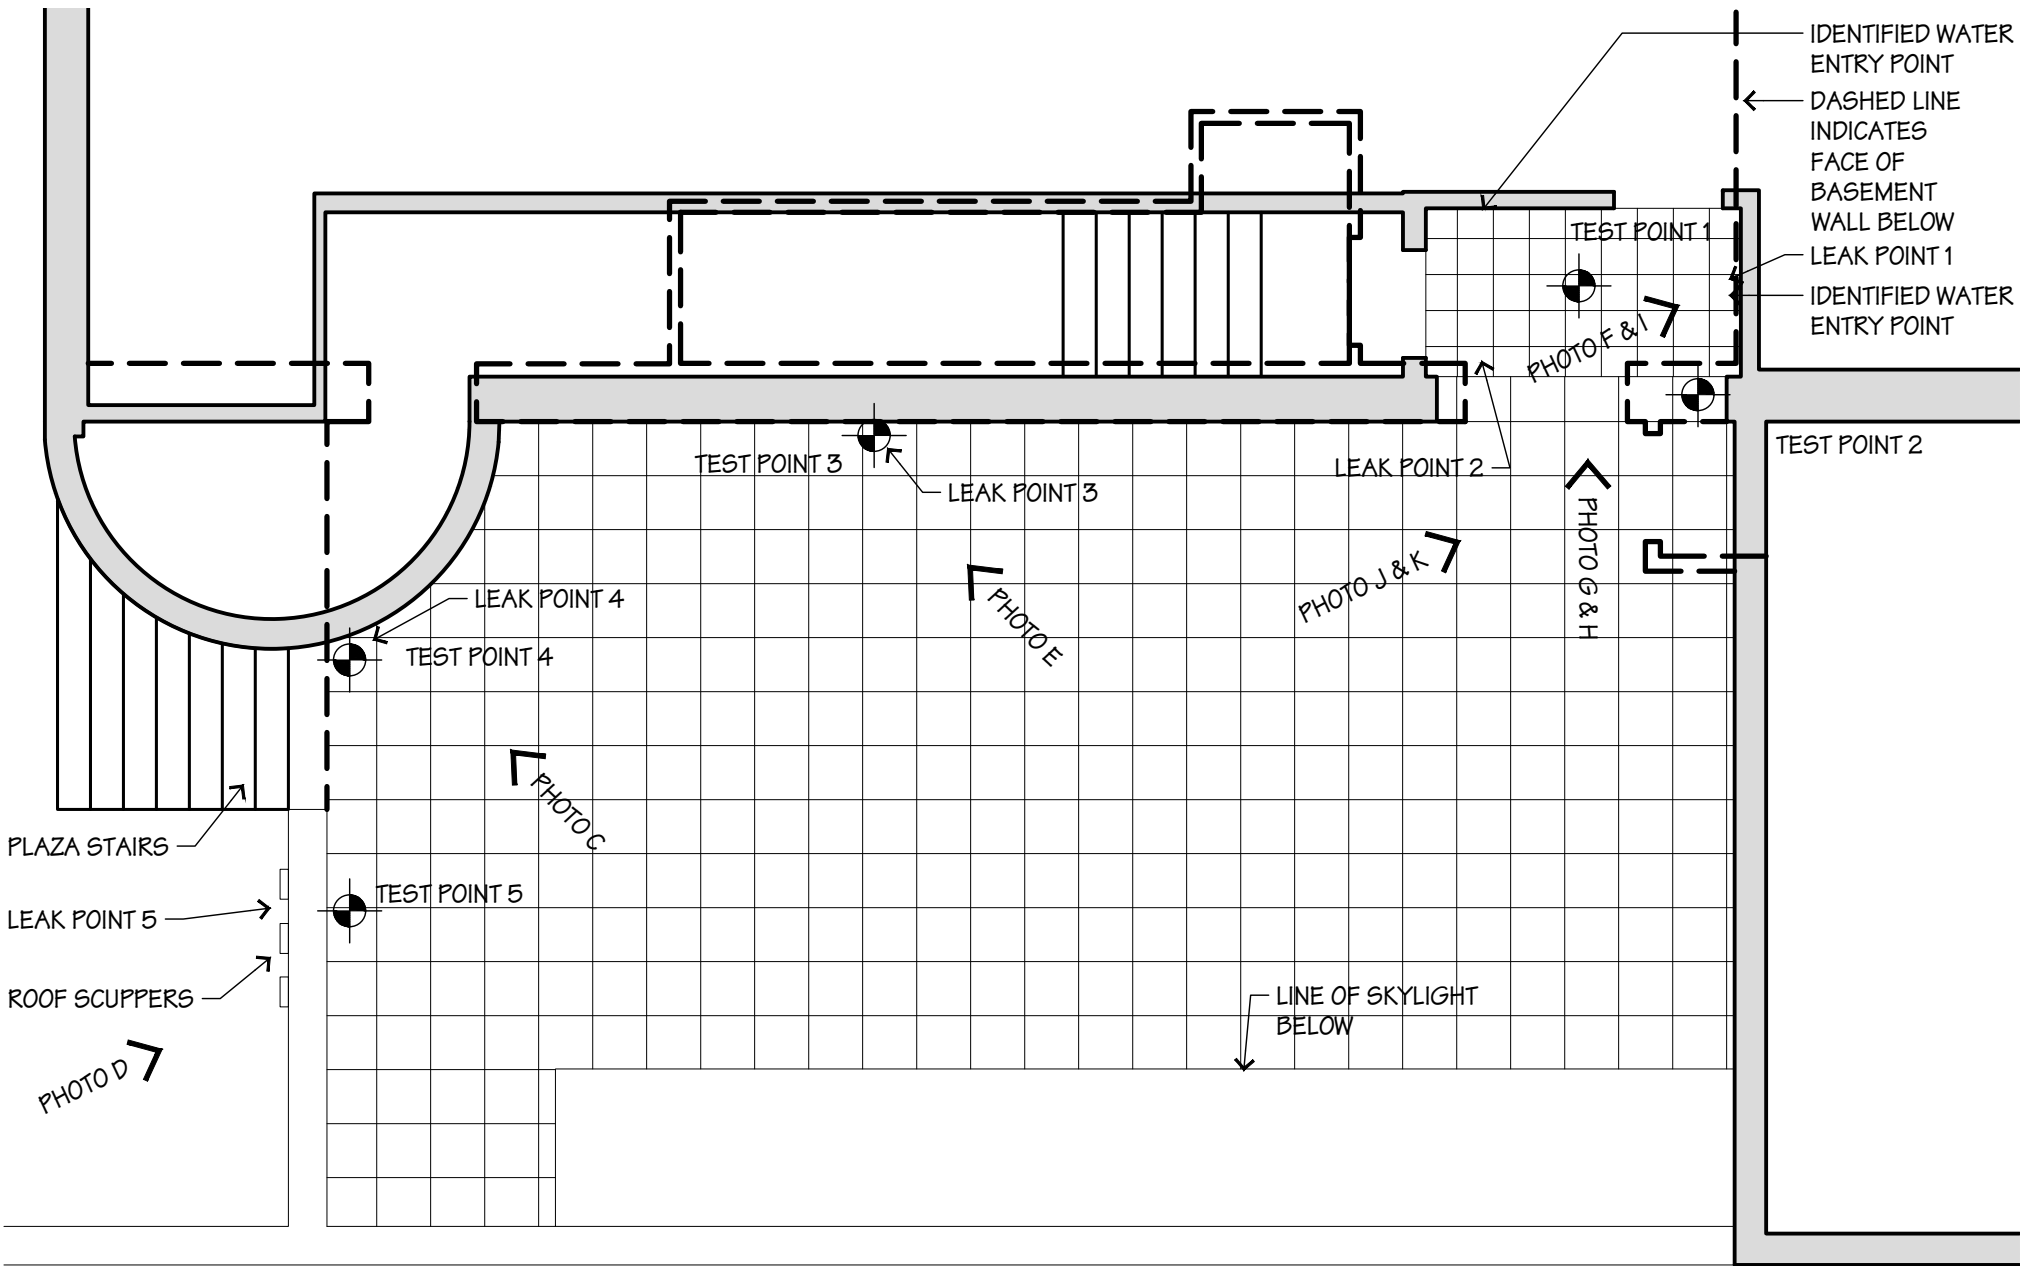 IDENTIFIED WATER
ENTRY POINT
DASHED LINE
INDICATES
FACE OF
BASEMENT
WALL BELOW
LEAK POINT 1
IDENTIFIED WATER
ENTRY POINT
TEST POINT 1
PHOTO F & I
TEST POINT 2
TEST POINT 3
LEAK POINT 3
LEAK POINT 2
PHOTO G & H
PHOTO J & K
PHOTO E
LEAK POINT 4
TEST POINT 4
PHOTO C
PLAZA STAIRS
TEST POINT 5
LEAK POINT 5
ROOF SCUPPERS
LINE OF SKYLIGHT
BELOW
PHOTO D